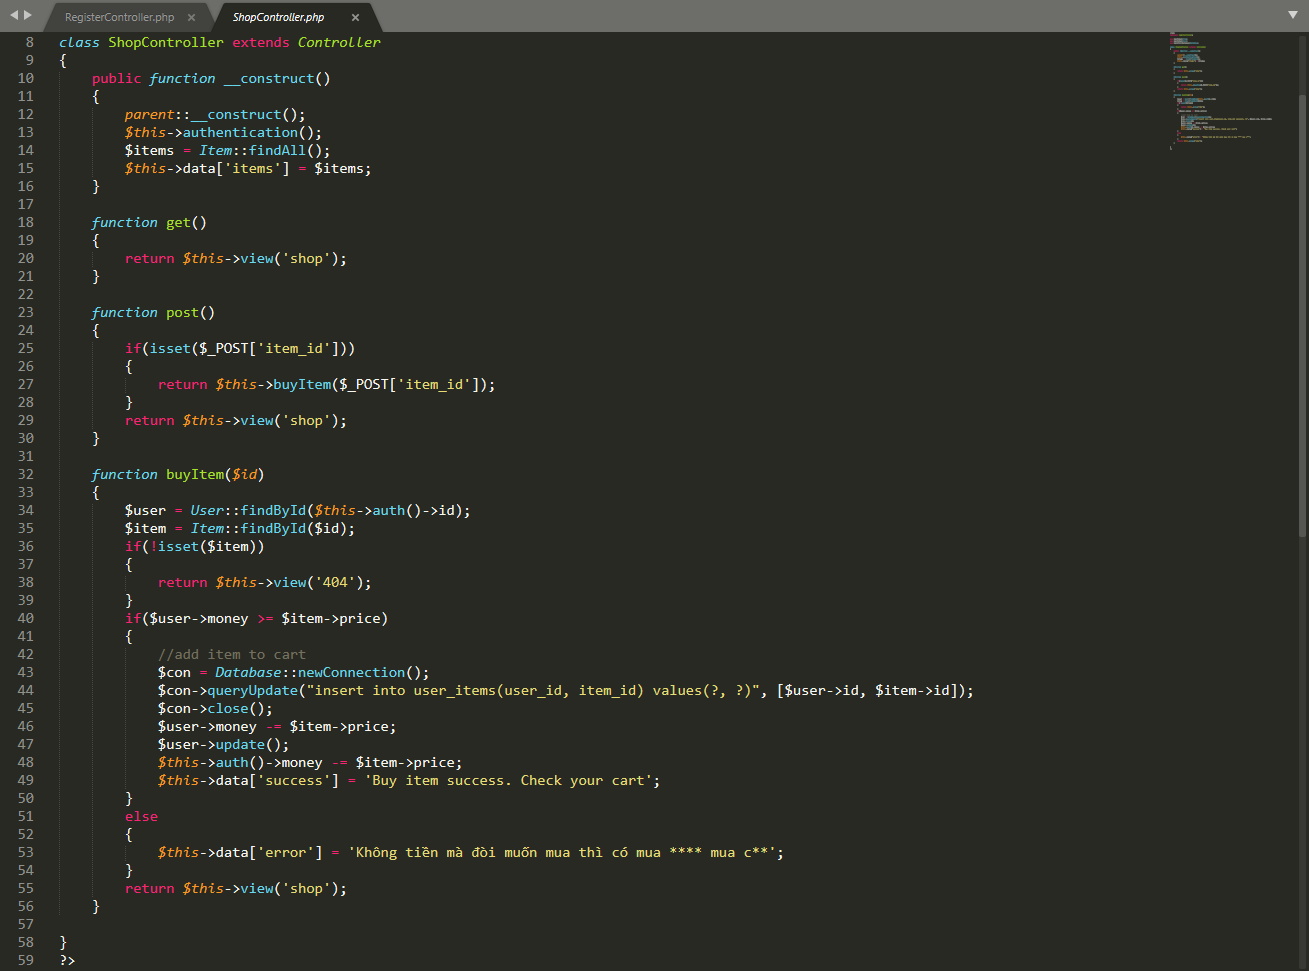 RegisterController.php ×
ShopController.php ×
8 class ShopController extends Controller
9 {
10 public function __construct()
11 {
12 parent::__construct();
13 $this->authentication();
14 $items = Item::findAll();
15 $this->data['items'] = $items;
16 }
17
18 function get()
19 {
20 return $this->view('shop');
21 }
22
23 function post()
24 {
25 if(isset($_POST['item_id']))
26 {
27 return $this->buyItem($_POST['item_id']);
28 }
29 return $this->view('shop');
30 }
31
32 function buyItem($id)
33 {
34 $user = User::findById($this->auth()->id);
35 $item = Item::findById($id);
36 if(!isset($item))
37 {
38 return $this->view('404');
39 }
40 if($user->money >= $item->price)
41 {
42 //add item to cart
43 $con = Database::newConnection();
44 $con->queryUpdate("insert into user_items(user_id, item_id) values(?, ?)", [$user->id, $item->id]);
45 $con->close();
46 $user->money -= $item->price;
47 $user->update();
48 $this->auth()->money -= $item->price;
49 $this->data['success'] = 'Buy item success. Check your cart';
50 }
51 else
52 {
53 $this->data['error'] = 'Không tiền mà đòi muốn mua thì có mua **** mua c**';
54 }
55 return $this->view('shop');
56 }
57
58 }
59 ?>